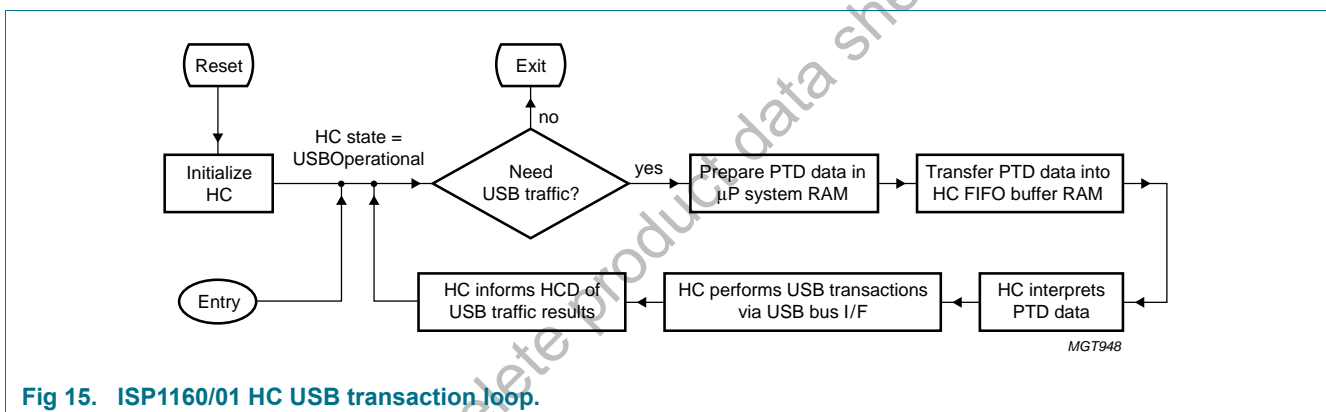 Reset
Exit
no
HC state =
USBOperational
Initialize
HC
Need
USB traffic?
yes
Prepare PTD data in
µP system RAM
Transfer PTD data into
HC FIFO buffer RAM
Entry
HC informs HCD of
USB traffic results
HC performs USB transactions
via USB bus I/F
HC interprets
PTD data
MGT948
Fig 15. ISP1160/01 HC USB transaction loop.
product data